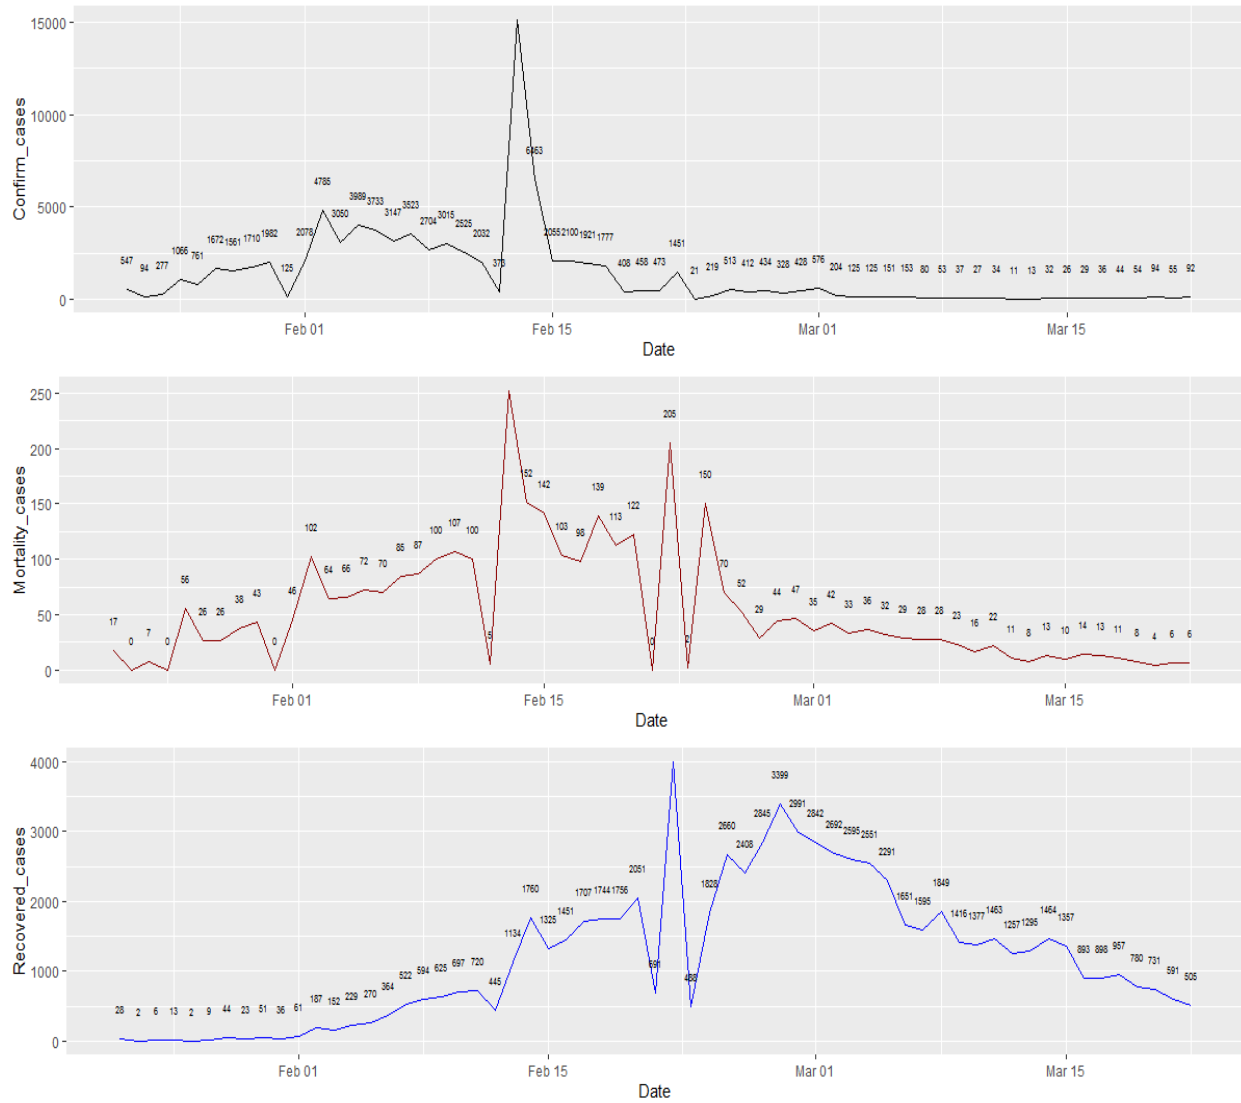 15000
10000
5000
0
Confirm_cases
547 94 277 1066 761 1672 1561 1710 1982 125 2078 4785 3050 3989 3733 3147 3523 2704 3015 2525 2032 376 6463 2055 2100 1921 1777 408 458 473 1451 21 219 513 412 434 328 428 576 204 125 125 151 153 80 53 37 27 34 11 13 32 26 29 36 44 54 94 55 92
Feb 01 Feb 15 Mar 01 Mar 15
Date
250
200
150
100
50
0
Mortality_cases
17 0 7 0 56 26 26 38 43 0 46 102 64 66 72 70 85 87 100 107 100 5 152 142 103 98 139 113 122 0 205 2 150 70 52 29 44 47 35 42 33 36 32 29 28 28 23 16 22 11 8 13 10 14 13 11 8 4 6 6
Feb 01 Feb 15 Mar 01 Mar 15
Date
4000
3000
2000
1000
0
Recovered_cases
28 2 6 13 2 9 44 23 51 36 61 187 152 229 270 364 522 594 625 697 720 445 1134 1760 1325 1451 1707 1744 1756 2051 691 1828 2660 2408 2845 3399 2991 2842 2692 2595 2551 2291 1651 1595 1849 1416 1377 1463 1257 1295 1464 1357 893 898 957 780 731 591 505
Feb 01 Feb 15 Mar 01 Mar 15
Date